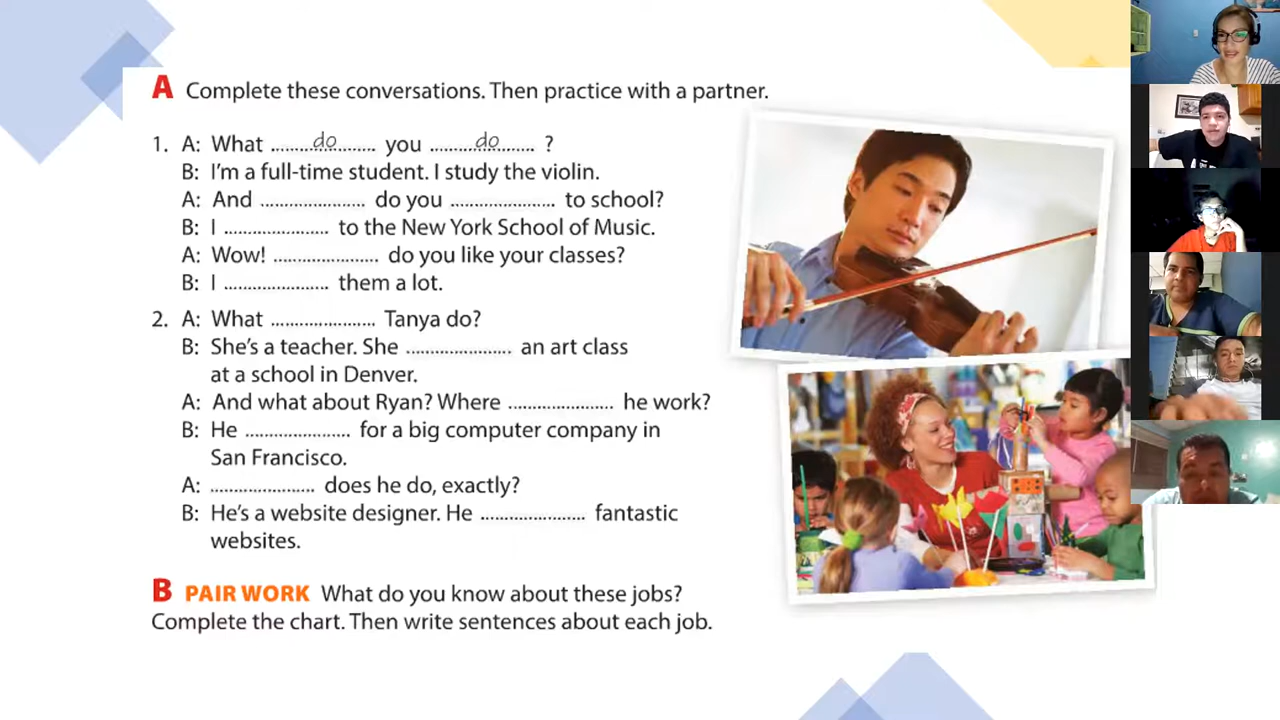 A Complete these conversations. Then practice with a partner.
1. A: What ........do........ you ........do........ ?
B: I'm a full-time student. I study the violin.
A: And ..................... do you ..................... to school?
B: I ..................... to the New York School of Music.
A: Wow! ..................... do you like your classes?
B: I ..................... them a lot.
2. A: What ..................... Tanya do?
B: She's a teacher. She ..................... an art class
at a school in Denver.
A: And what about Ryan? Where ..................... he work?
B: He ..................... for a big computer company in
San Francisco.
A: ..................... does he do, exactly?
B: He's a website designer. He ..................... fantastic
websites.
B PAIR WORK What do you know about these jobs?
Complete the chart. Then write sentences about each job.